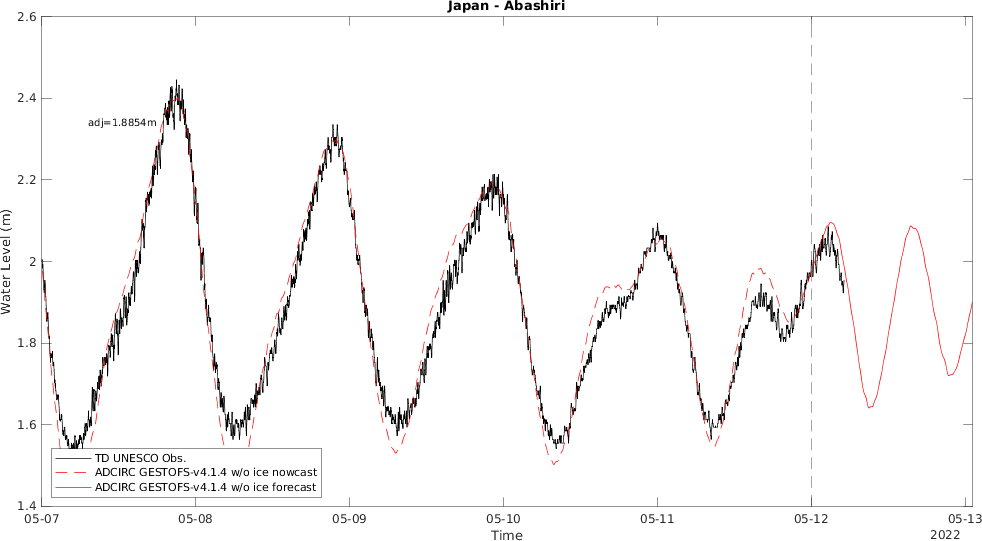 Japan - Abashiri
2.6
2.4
adj=1.8854m
2.2
2
1.8
1.6
1.4
Water Level (m)
TD UNESCO Obs.
ADCIRC GESTOFS-v4.1.4 w/o ice nowcast
ADCIRC GESTOFS-v4.1.4 w/o ice forecast
05-07 05-08 05-09 05-10 05-11 05-12 05-13
Time
2022